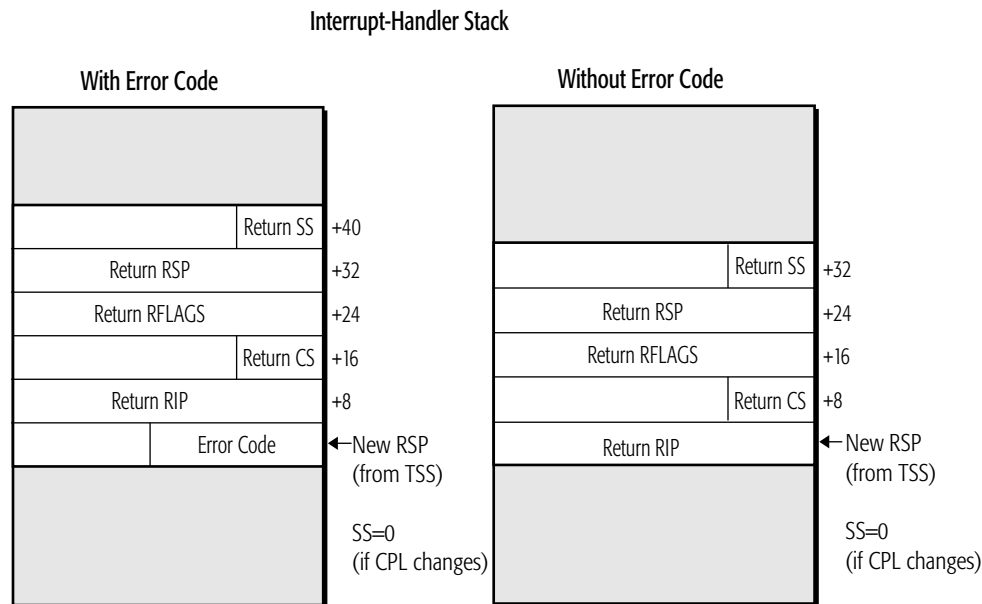 Interrupt-Handler Stack
With Error Code
Return SS
+40
Return RSP
+32
Return RFLAGS
+24
Return CS
+16
Return RIP
+8
Error Code
New RSP
(from TSS)
SS=0
(if CPL changes)
Without Error Code
Return SS
+32
Return RSP
+24
Return RFLAGS
+16
Return CS
+8
Return RIP
New RSP
(from TSS)
SS=0
(if CPL changes)